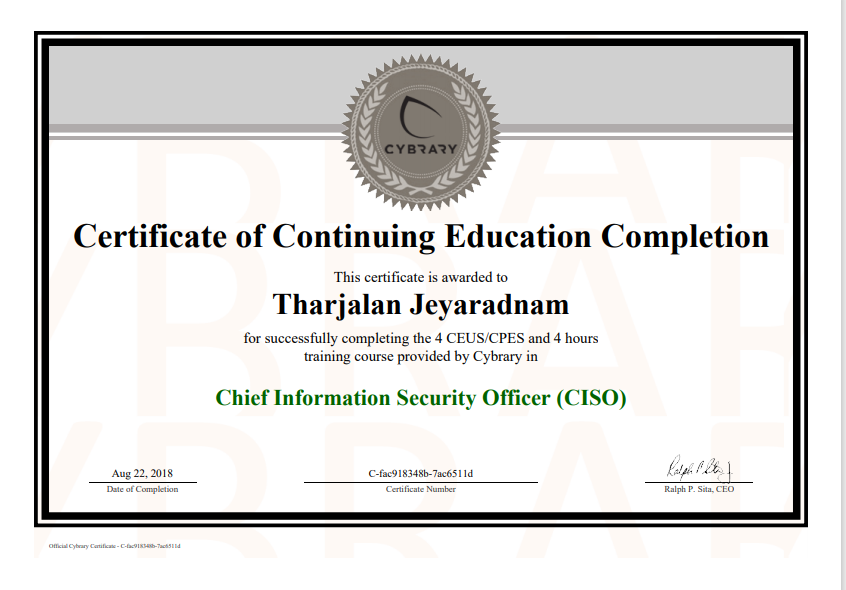 CYBRARY
Certificate of Continuing Education Completion
This certificate is awarded to
Tharjalan Jeyaradnam
for successfully completing the 4 CEUS/CPES and 4 hours
training course provided by Cybrary in
Chief Information Security Officer (CISO)
Aug 22, 2018
Date of Completion
C-fac918348b-7ac6511d
Certificate Number
Ralph P. Sita J
Ralph P. Sita, CEO
Official Cybrary Certificate - C-fac918348b-7ac6511d